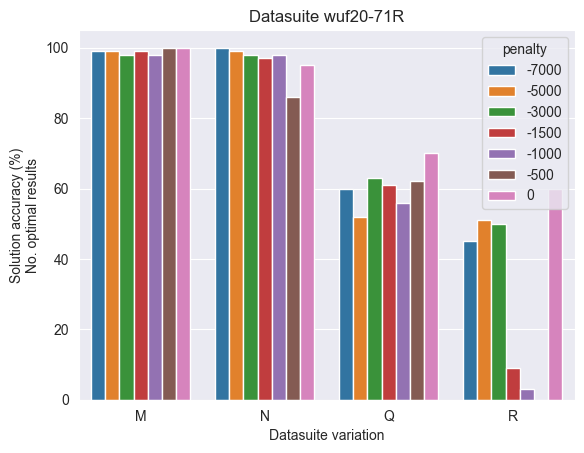 Datasuite wuf20-71R
Solution accuracy (%)
No. optimal results
100
80
60
40
20
0
penalty
-7000
-5000
-3000
-1500
-1000
-500
0
M
N
Q
R
Datasuite variation